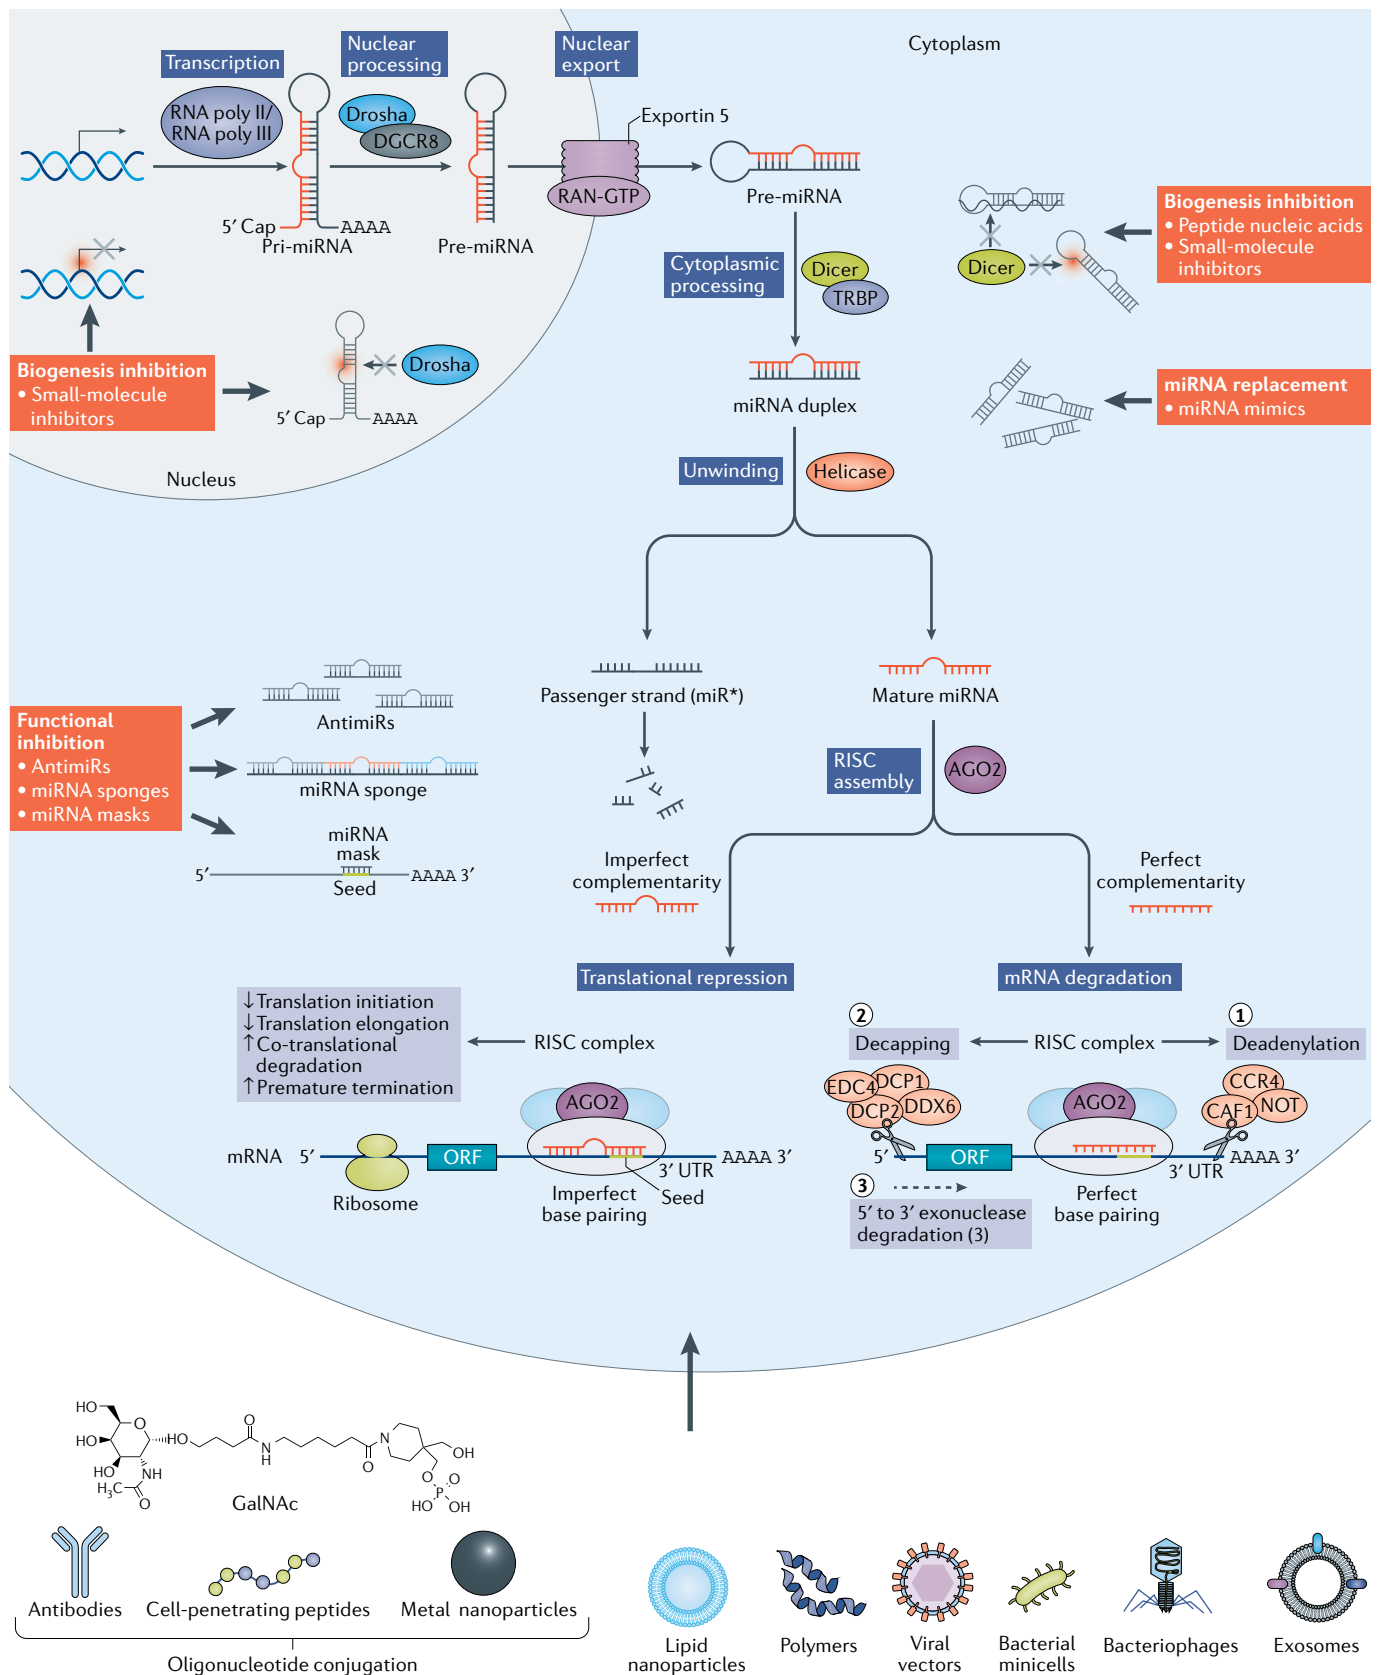 Cytoplasm
Transcription
Nuclear
processing
Nuclear
export
RNA poly II/
RNA poly III
Drosha
DGCR8
Exportin 5
RAN-GTP
5′ Cap
AAAA
Pri-miRNA
Pre-miRNA
Pre-miRNA
Biogenesis inhibition
• Peptide nucleic acids
• Small-molecule
inhibitors
Dicer
Cytoplasmic
processing
Dicer
TRBP
Biogenesis inhibition
• Small-molecule
inhibitors
Drosha
5′ Cap
AAAA
Nucleus
miRNA duplex
miRNA replacement
• miRNA mimics
Unwinding
Helicase
Passenger strand (miR*)
Mature miRNA
Functional
inhibition
• AntimiRs
• miRNA sponges
• miRNA masks
AntimiRs
miRNA sponge
miRNA
mask
5′
AAAA 3′
Seed
RISC
assembly
AGO2
Imperfect
complementarity
Perfect
complementarity
Translational repression
mRNA degradation
↓Translation initiation
↓Translation elongation
↑Co-translational
degradation
↑Premature termination
RISC complex
2
Decapping
RISC complex
1
Deadenylation
EDC4
DCP1
DCP2
DDX6
CCR4
CAF1
NOT
AGO2
AGO2
mRNA
5′
ORF
3′ UTR
AAAA 3′
Ribosome
Imperfect
base pairing
Seed
5′
ORF
3′ UTR
AAAA 3′
Perfect
base pairing
3
5′ to 3′ exonuclease
degradation (3)
HO
HO
HO
O
HO
O
N
H
NH
H₃C
O
O
N
OH
O
O
P
HO
OH
GalNAc
Antibodies
Cell-penetrating peptides
Metal nanoparticles
Oligonucleotide conjugation
Lipid
nanoparticles
Polymers
Viral
vectors
Bacterial
minicells
Bacteriophages
Exosomes